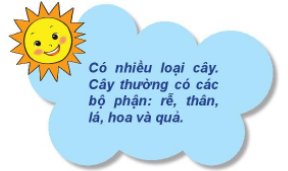 Có nhiều loại cây.
Cây thường có các
bộ phận: rễ, thân,
lá, hoa và quả.